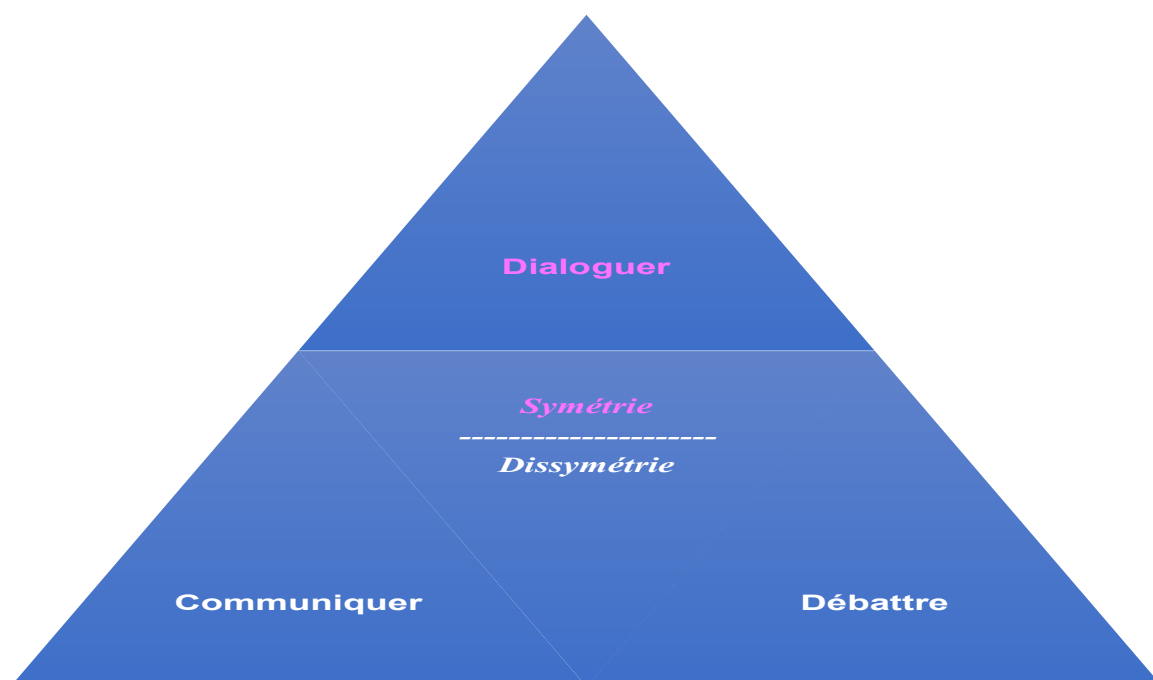 Dialoguer
Symétrie
---------------------
Dissymétrie
Communiquer
Débattre